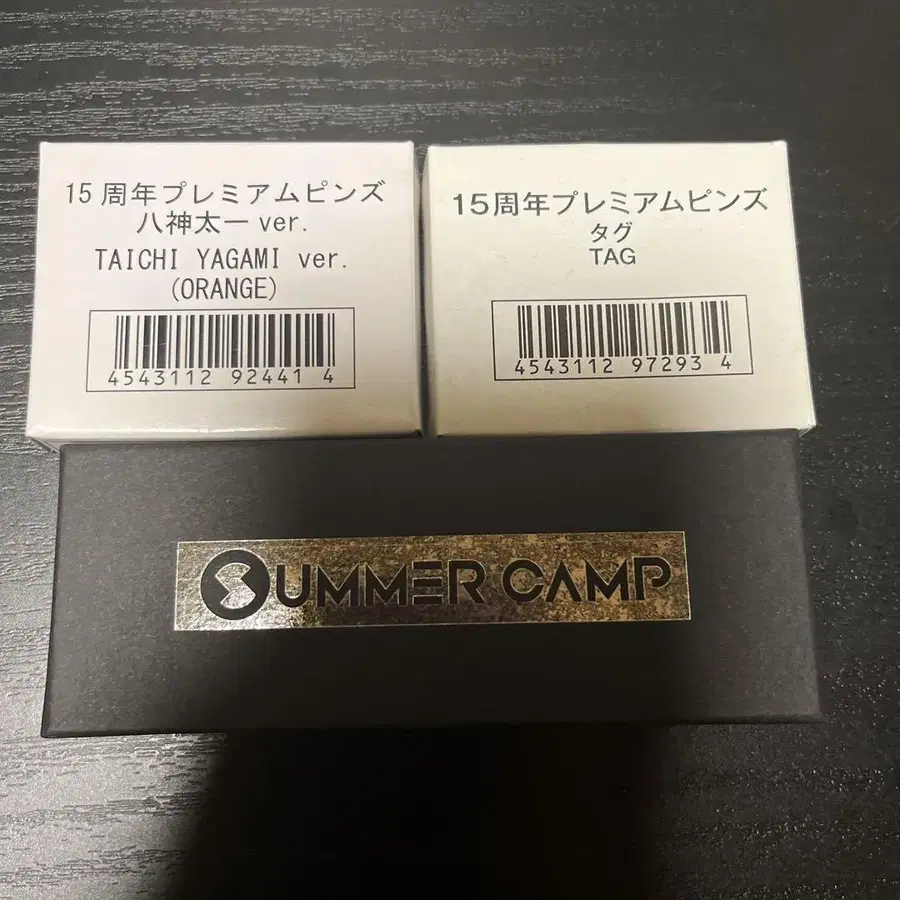 15 周年プレミアムピンズ
八神太一 ver.
TAICHI YAGAMI ver.
(ORANGE)
4543112 92441 4
15周年プレミアムピンズ
タグ
TAG
4543112 97293 4
SUMMER CAMP